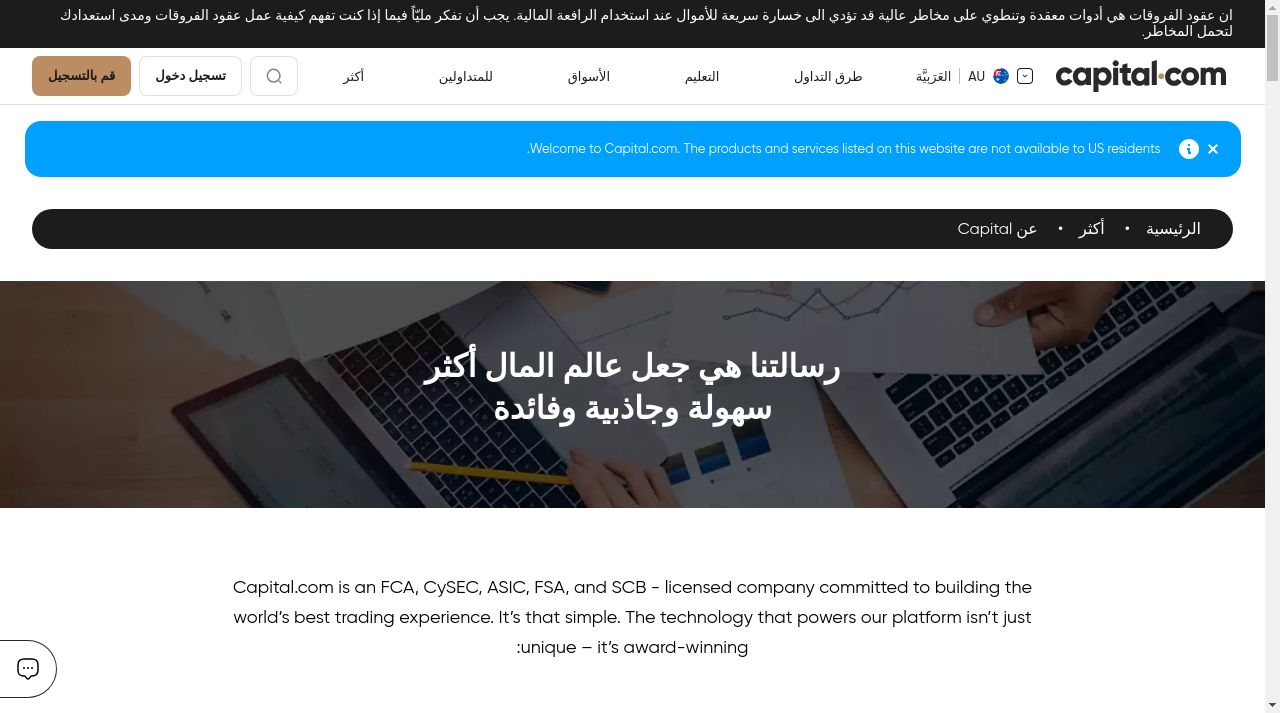 ان عقود الفروقات هي أدوات معقدة وتنطوي على مخاطر عالية قد تؤدي الى خسارة سريعة للأموال عند استخدام الرافعة المالية. يجب أن تفكر مليّاً فيما إذا كنت تفهم كيفية عمل عقود الفروقات ومدى استعدادك
لتحمل المخاطر.
capital.com
AU
العَرَبيَّة
طرق التداول
التعليم
الأسواق
للمتداولين
أكثر
تسجيل دخول
قم بالتسجيل
.Welcome to Capital.com. The products and services listed on this website are not available to US residents
الرئيسية • أكثر • عن Capital
رسالتنا هي جعل عالم المال أكثر
سهولة وجاذبية وفائدة
Capital.com is an FCA, CySEC, ASIC, FSA, and SCB - licensed company committed to building the
world’s best trading experience. It’s that simple. The technology that powers our platform isn’t just
:unique – it’s award-winning